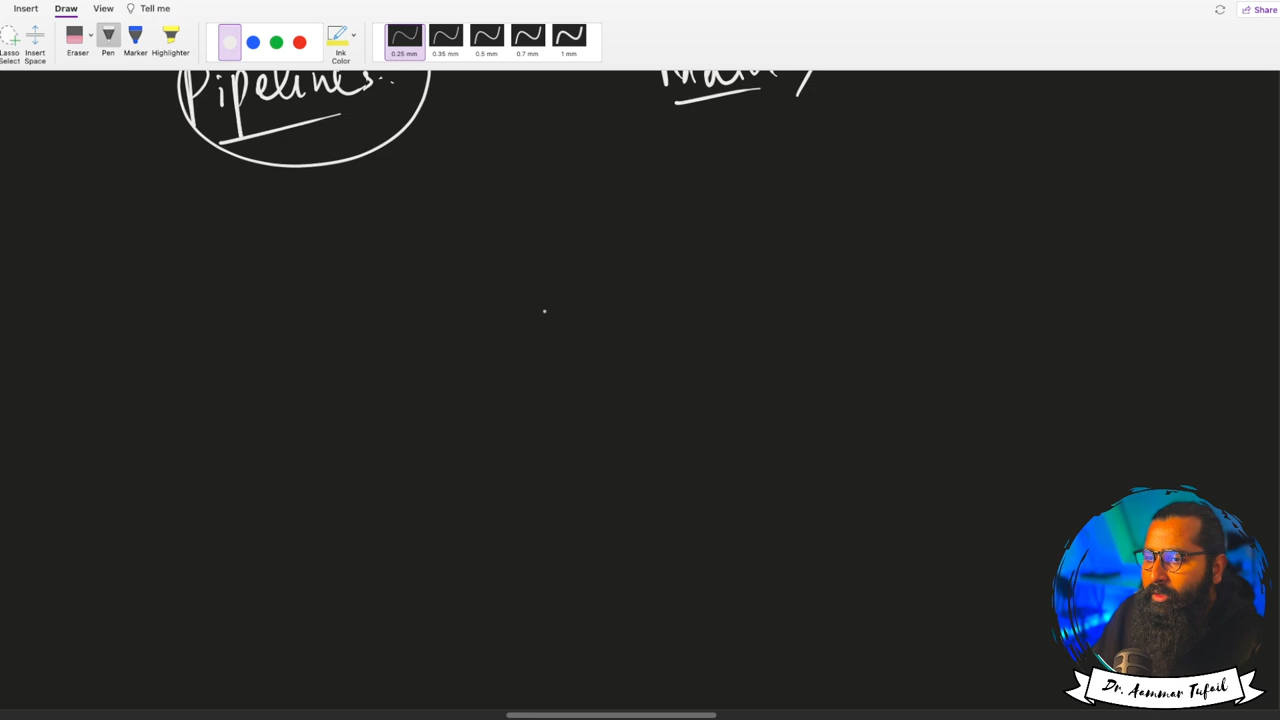 Insert Draw View Tell me
Share
Lasso Select
Insert Space
Eraser
Pen
Marker
Highlighter
Ink Color
0.25 mm
0.35 mm
0.5 mm
0.7 mm
1 mm
Pipelines..
Dr. Aammar Tufail